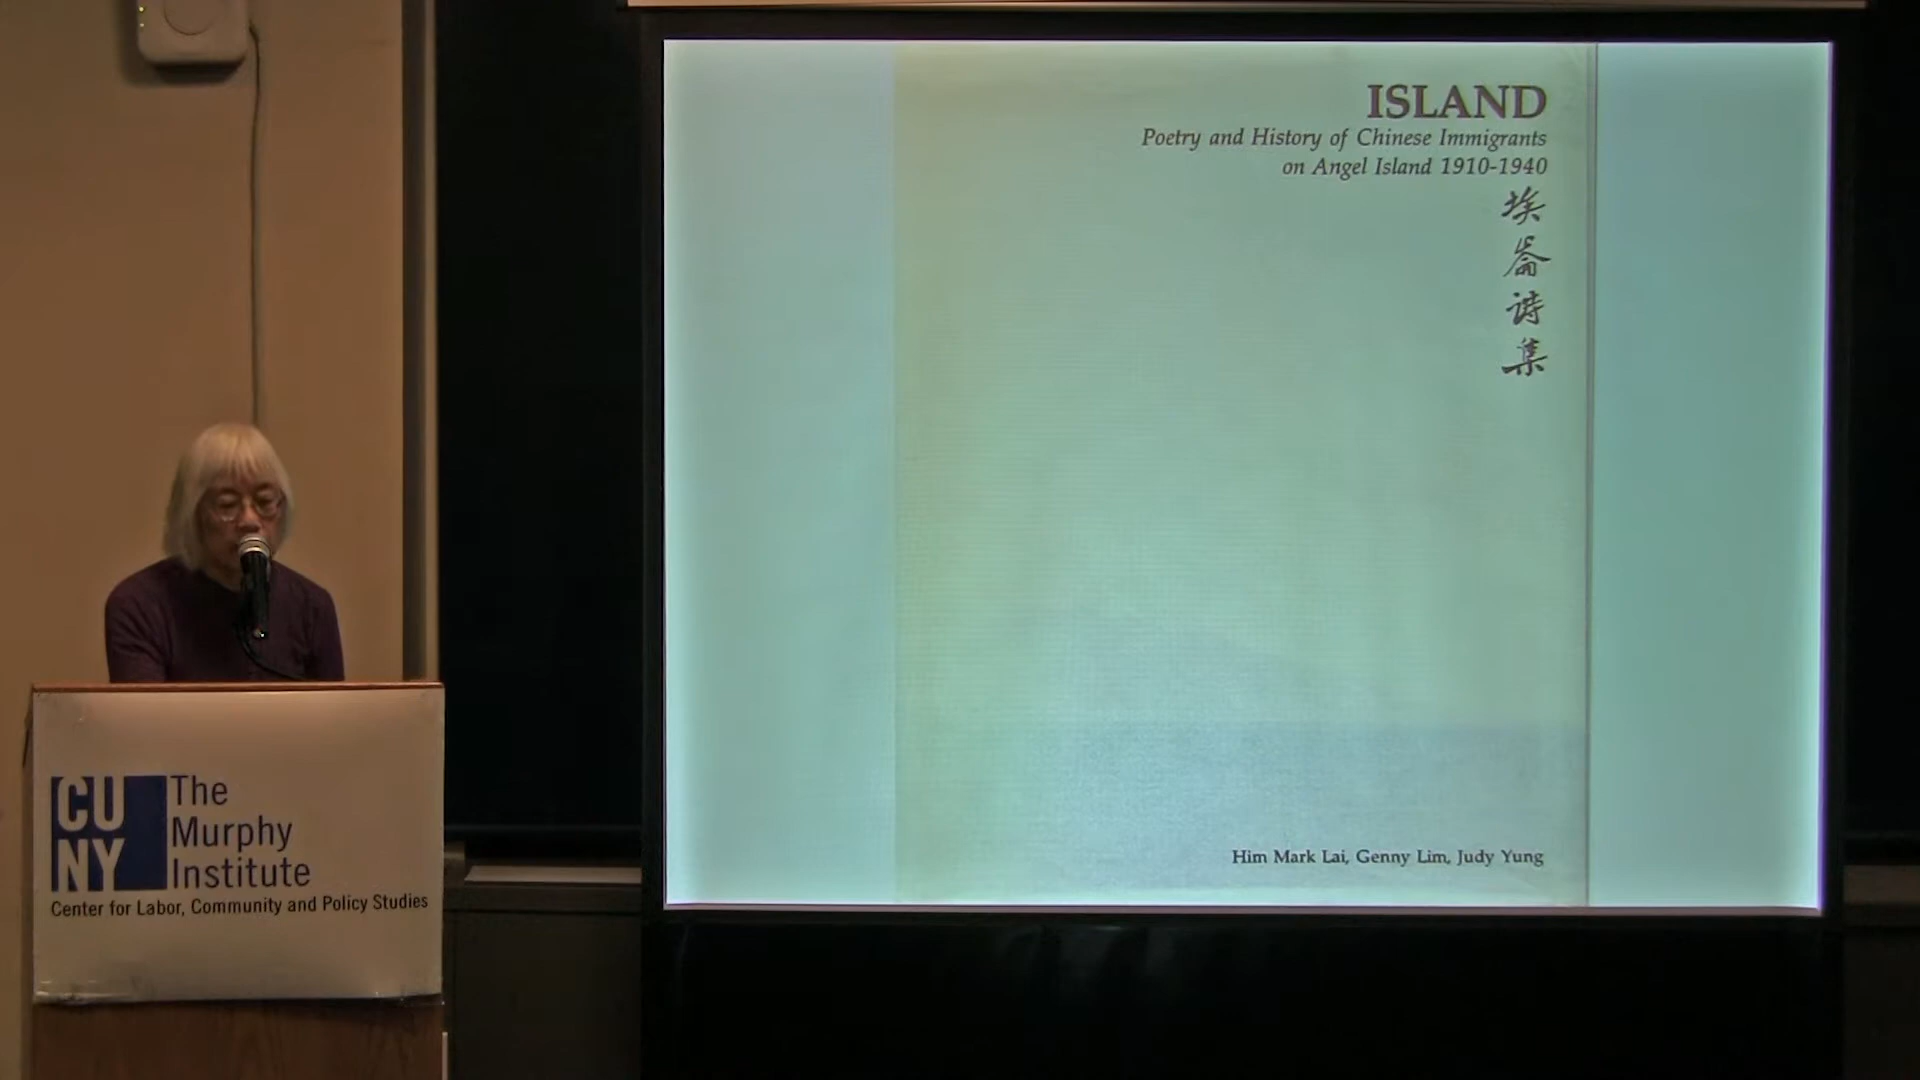 ISLAND
Poetry and History of Chinese Immigrants
on Angel Island 1910-1940
埃
崙
诗
集
Him Mark Lai, Genny Lim, Judy Yung
CU
NY
The
Murphy
Institute
Center for Labor, Community and Policy Studies